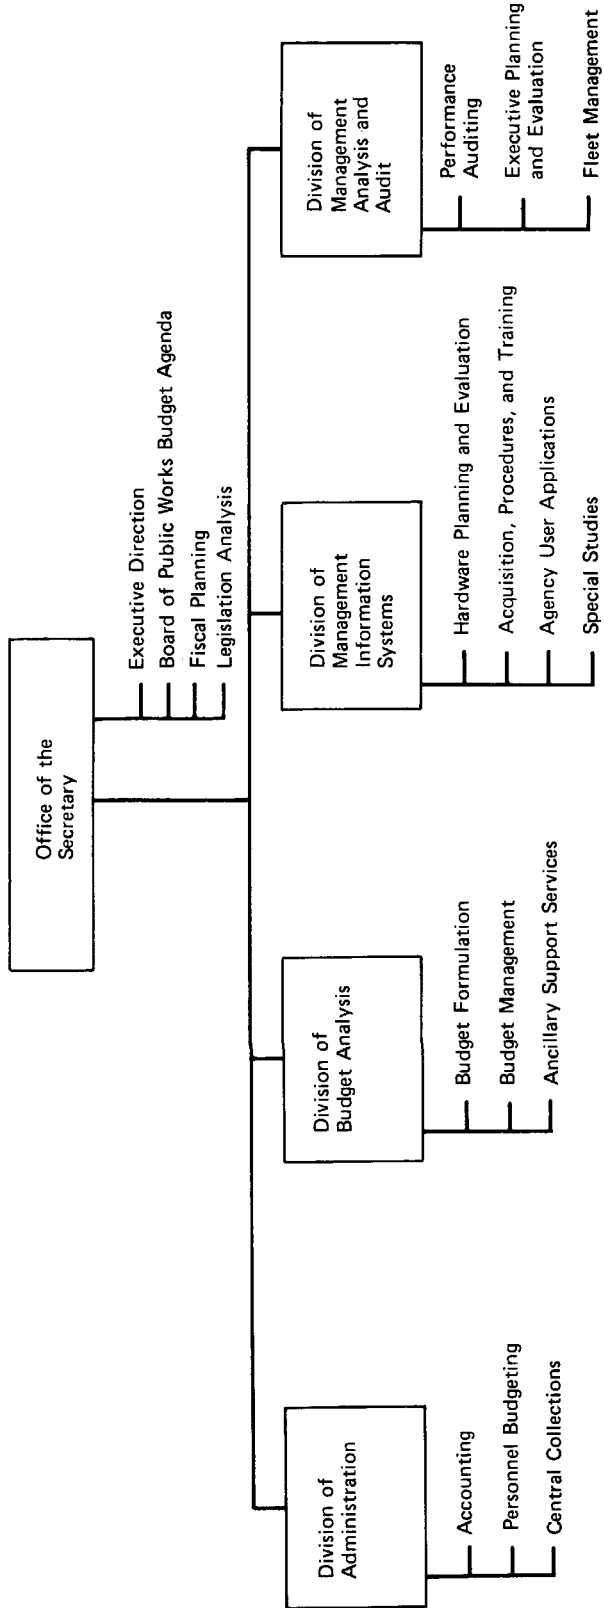 Office of the
Secretary
Executive Direction
Board of Public Works Budget Agenda
Fiscal Planning
Legislation Analysis
Division of
Administration
Accounting
Personnel Budgeting
Central Collections
Division of
Budget Analysis
Budget Formulation
Budget Management
Ancillary Support Services
Division of
Management
Information
Systems
Hardware Planning and Evaluation
Acquisition, Procedures, and Training
Agency User Applications
Special Studies
Division of
Management
Analysis and
Audit
Performance
Auditing
Executive Planning
and Evaluation
Fleet Management